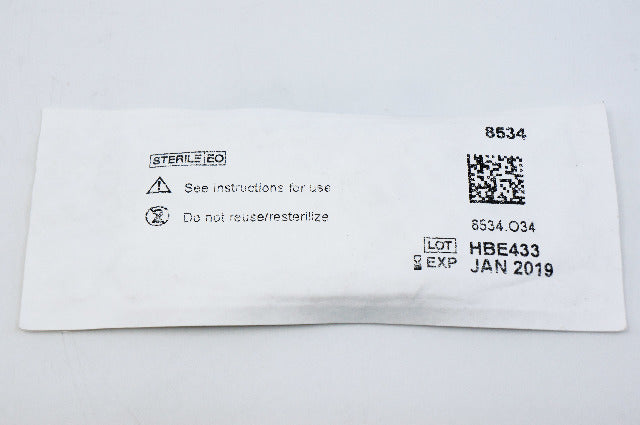 8534
STERILE EO
See instructions for use
Do not reuse/resterilize
8534.034
LOT HBE433
EXP JAN 2019